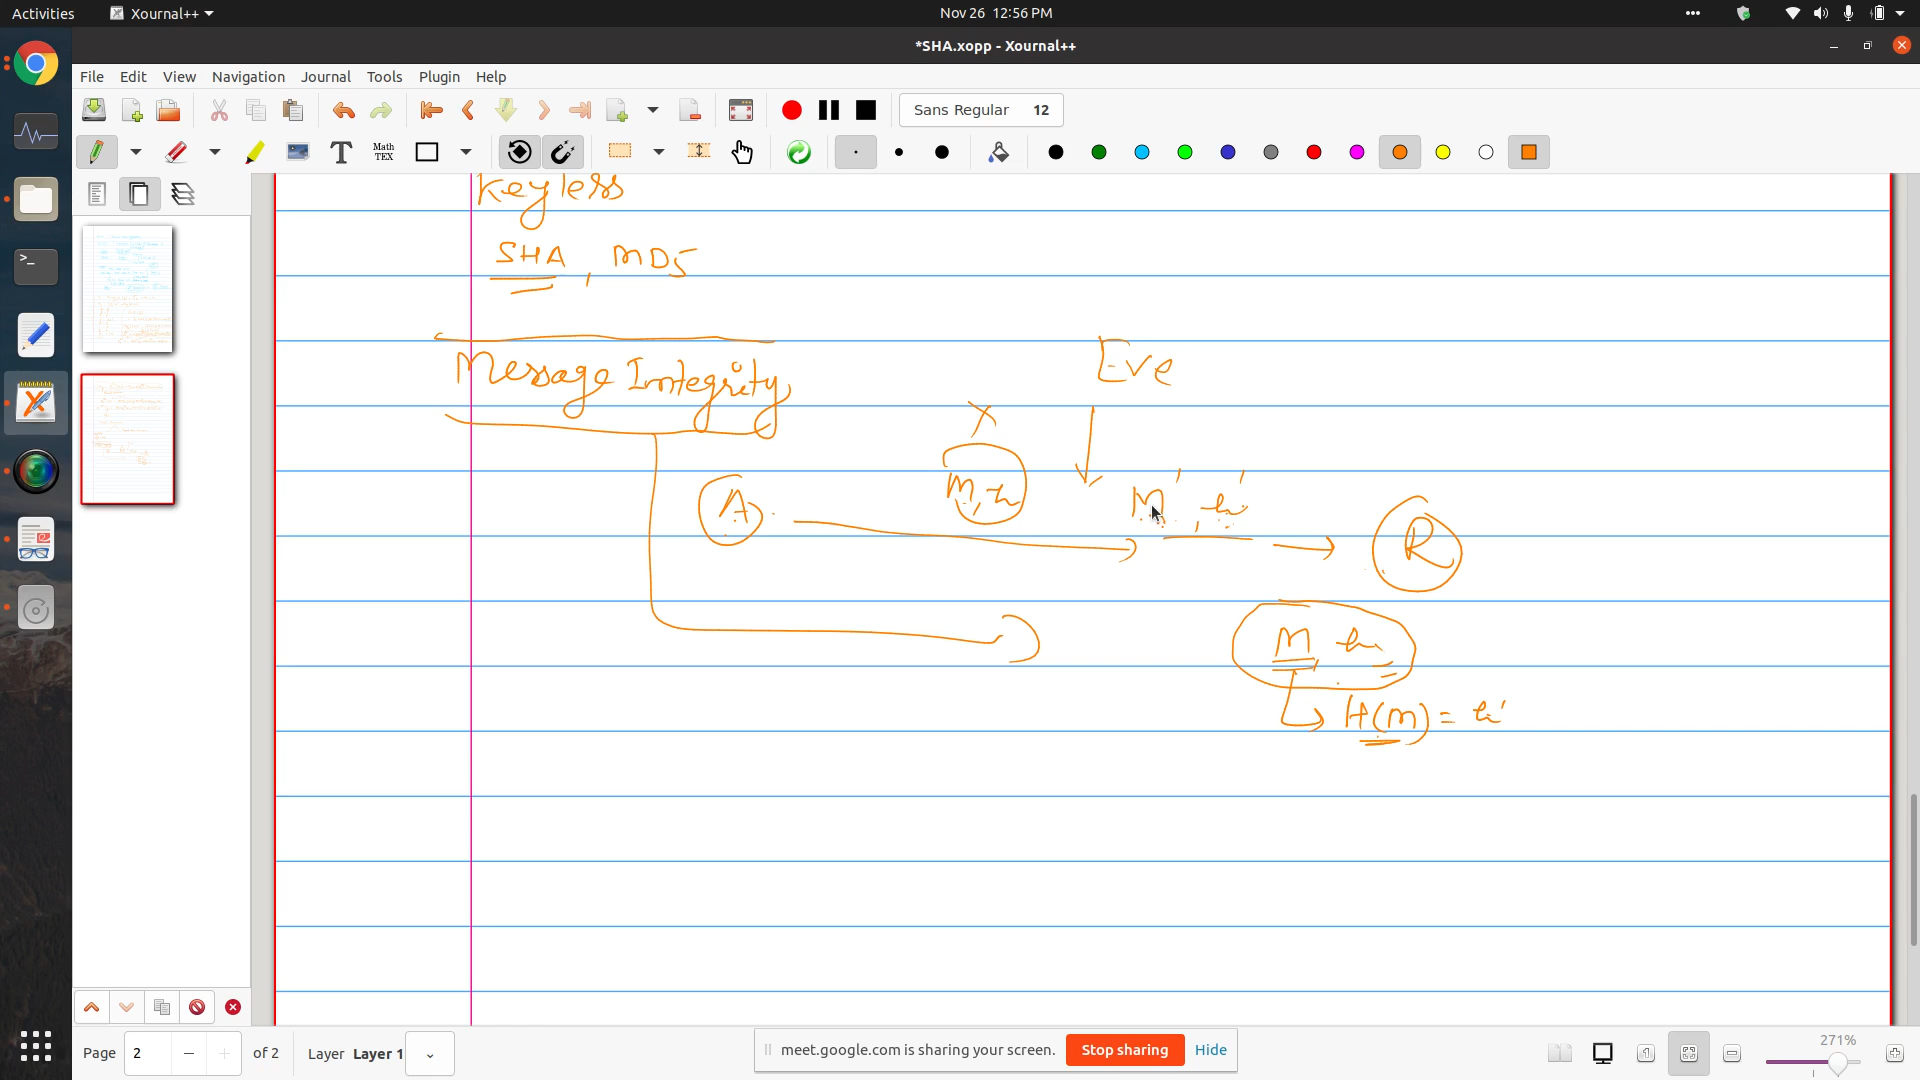 Activities Xournal++ Nov 26 12:56 PM
*SHA.xopp - Xournal++
File Edit View Navigation Journal Tools Plugin Help
Sans Regular 12
Math TEX
Keyless
SHA, MD5
Message Integrity
Eve
X
A M, h M', h' R
M, h
H(M) = h'
Page 2 of 2 Layer Layer 1
meet.google.com is sharing your screen. Stop sharing Hide
271%